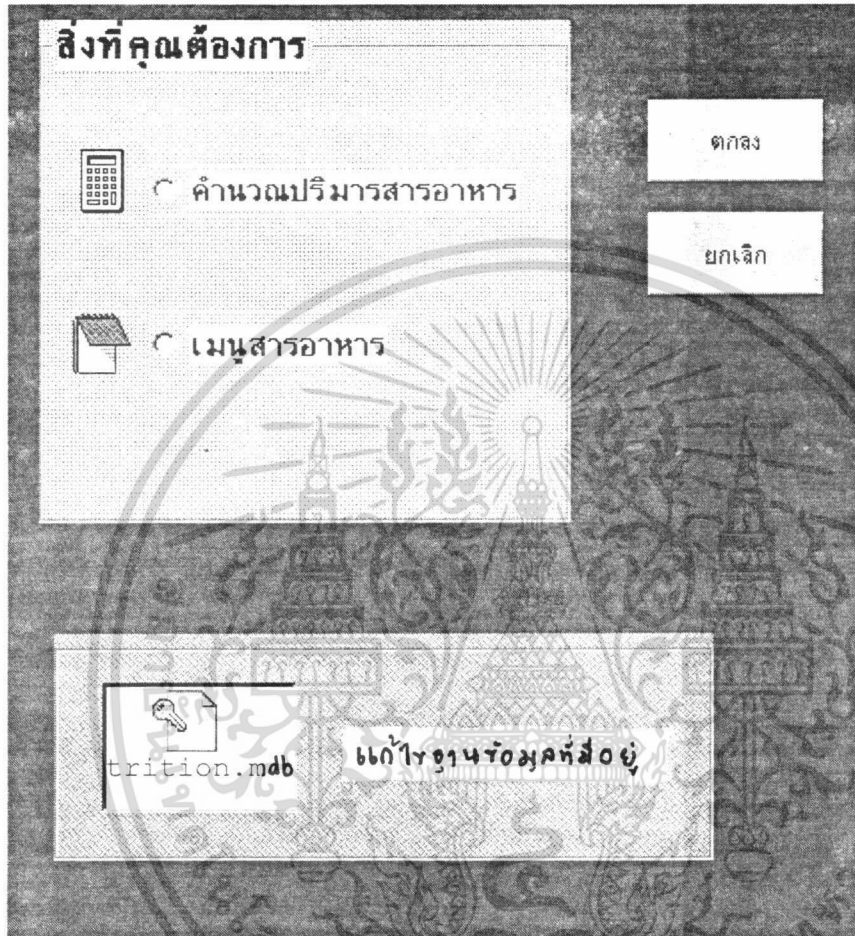 สิ่งที่คุณต้องการ
คำนวณปริมารสารอาหาร
เมนูสารอาหาร
ตกลง
ยกเลิก
trition.mdb
แก้ไขฐานข้อมูลที่มีอยู่